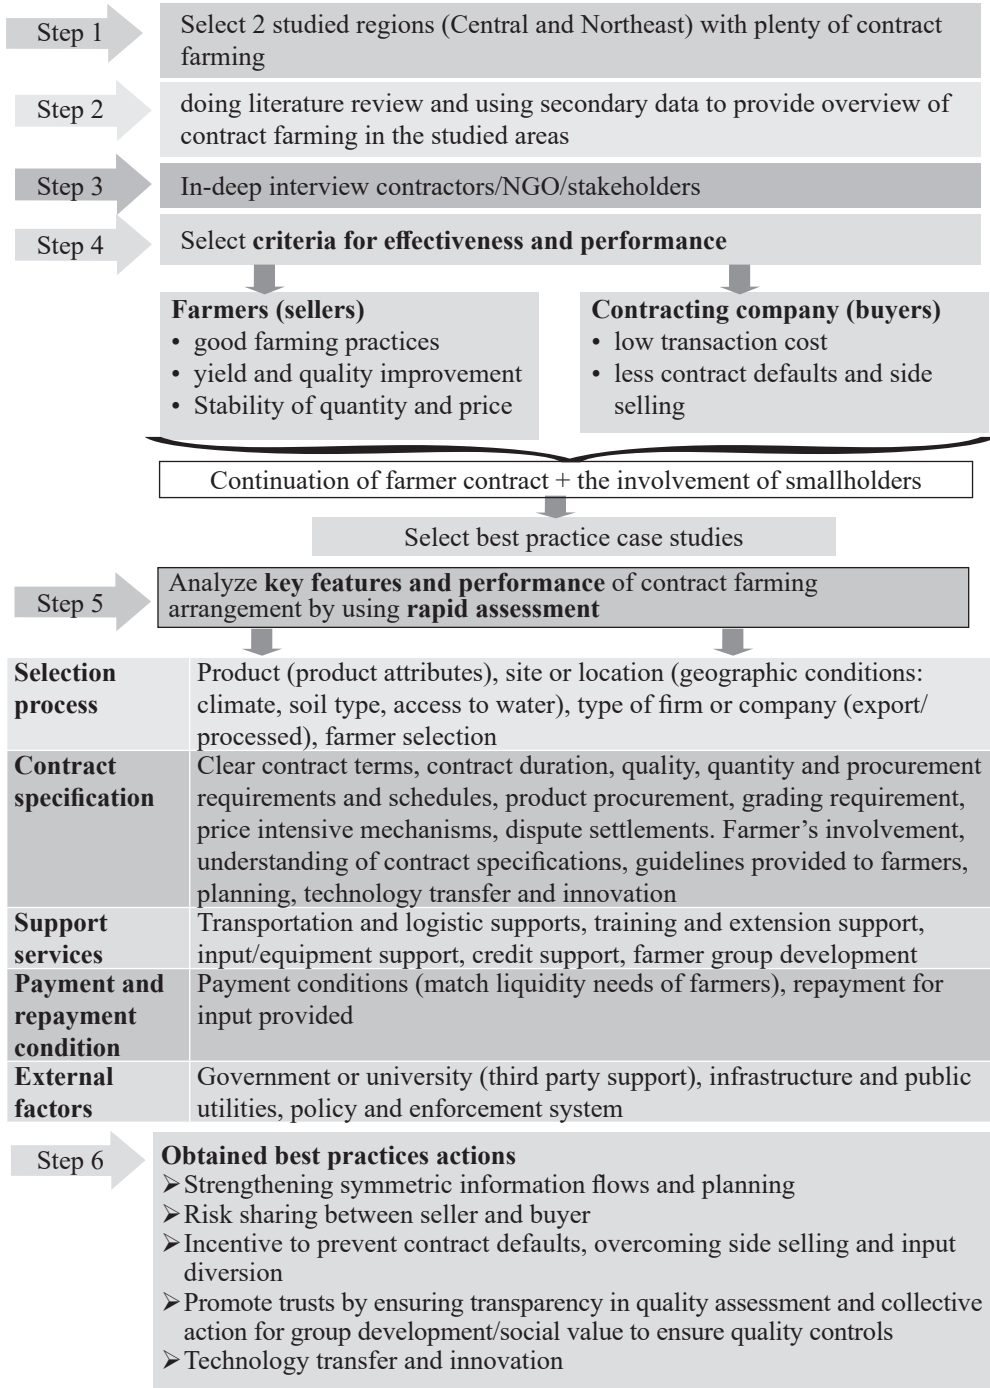 Step 1
Select 2 studied regions (Central and Northeast) with plenty of contract
farming
Step 2
doing literature review and using secondary data to provide overview of
contract farming in the studied areas
Step 3
In-deep interview contractors/NGO/stakeholders
Step 4
Select criteria for effectiveness and performance
Farmers (sellers)
• good farming practices
• yield and quality improvement
• Stability of quantity and price
Contracting company (buyers)
• low transaction cost
• less contract defaults and side
selling
Continuation of farmer contract + the involvement of smallholders
Select best practice case studies
Step 5
Analyze key features and performance of contract farming
arrangement by using rapid assessment
Selection
process
Product (product attributes), site or location (geographic conditions:
climate, soil type, access to water), type of firm or company (export/
processed), farmer selection
Contract
specification
Clear contract terms, contract duration, quality, quantity and procurement
requirements and schedules, product procurement, grading requirement,
price intensive mechanisms, dispute settlements. Farmer's involvement,
understanding of contract specifications, guidelines provided to farmers,
planning, technology transfer and innovation
Support
services
Transportation and logistic supports, training and extension support,
input/equipment support, credit support, farmer group development
Payment and
repayment
condition
Payment conditions (match liquidity needs of farmers), repayment for
input provided
External
factors
Government or university (third party support), infrastructure and public
utilities, policy and enforcement system
Step 6
Obtained best practices actions
➢Strengthening symmetric information flows and planning
➢Risk sharing between seller and buyer
➢Incentive to prevent contract defaults, overcoming side selling and input
diversion
➢Promote trusts by ensuring transparency in quality assessment and collective
action for group development/social value to ensure quality controls
➢Technology transfer and innovation